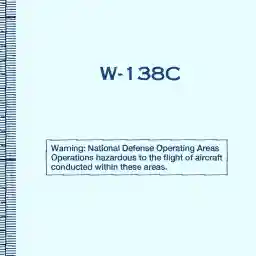 W-138C
Warning: National Defense Operating Areas
Operations hazardous to the flight of aircraft
conducted within these areas.